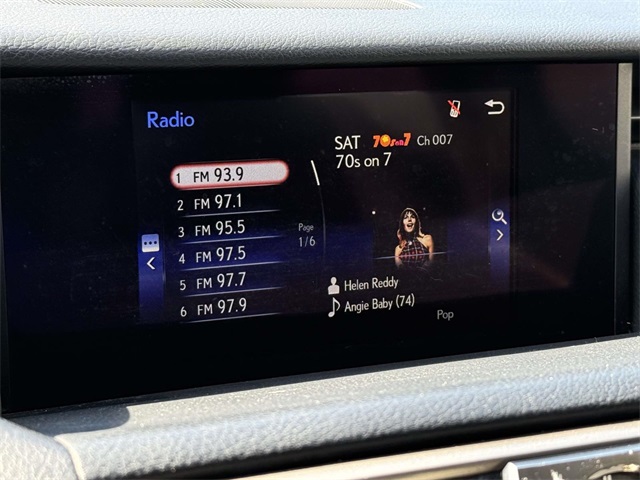 Radio
1 FM 93.9
2 FM 97.1
3 FM 95.5
4 FM 97.5
5 FM 97.7
6 FM 97.9
Page
1/6
SAT 70s on 7 Ch 007
70s on 7
Helen Reddy
Angie Baby (74)
Pop